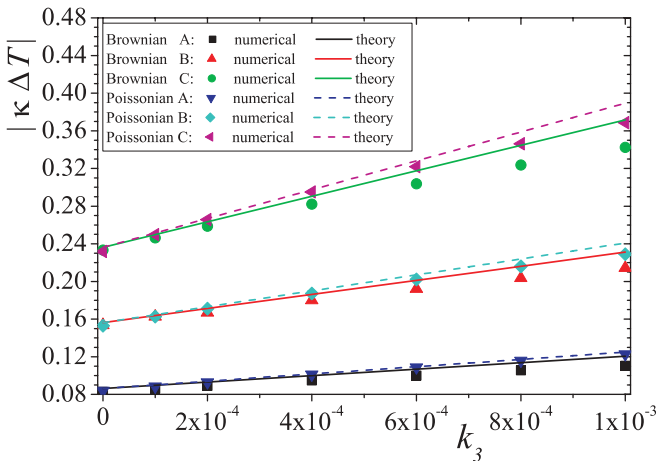 0.48
0.44
0.40
0.36
0.32
0.28
0.24
0.20
0.16
0.12
0.08
| κ ΔT |
Brownian A: numerical theory
Brownian B: numerical theory
Brownian C: numerical theory
Poissonian A: numerical theory
Poissonian B: numerical theory
Poissonian C: numerical theory
0 2x10⁻⁴ 4x10⁻⁴ 6x10⁻⁴ 8x10⁻⁴ 1x10⁻³
k₃